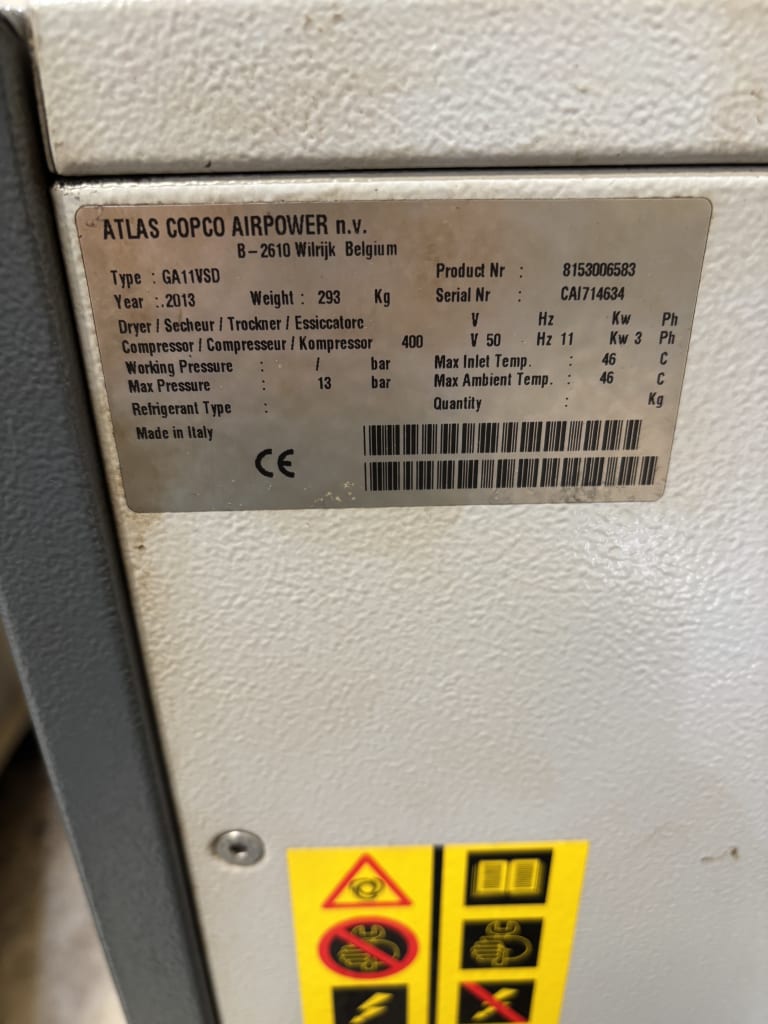 ATLAS COPCO AIRPOWER n.v.
B-2610 Wilrijk Belgium
Type : GA11VSD Product Nr : 8153006583
Year :.2013 Weight : 293 Kg Serial Nr : CAI714634
Dryer / Secheur / Trockner / Essiccatore V Hz Kw Ph
Compressor / Compresseur / Kompressor 400 V 50 Hz 11 Kw 3 Ph
Working Pressure : / bar Max Inlet Temp. : 46 C
Max Pressure : 13 bar Max Ambient Temp. : 46 C
Refrigerant Type : Quantity : Kg
Made in Italy
CE